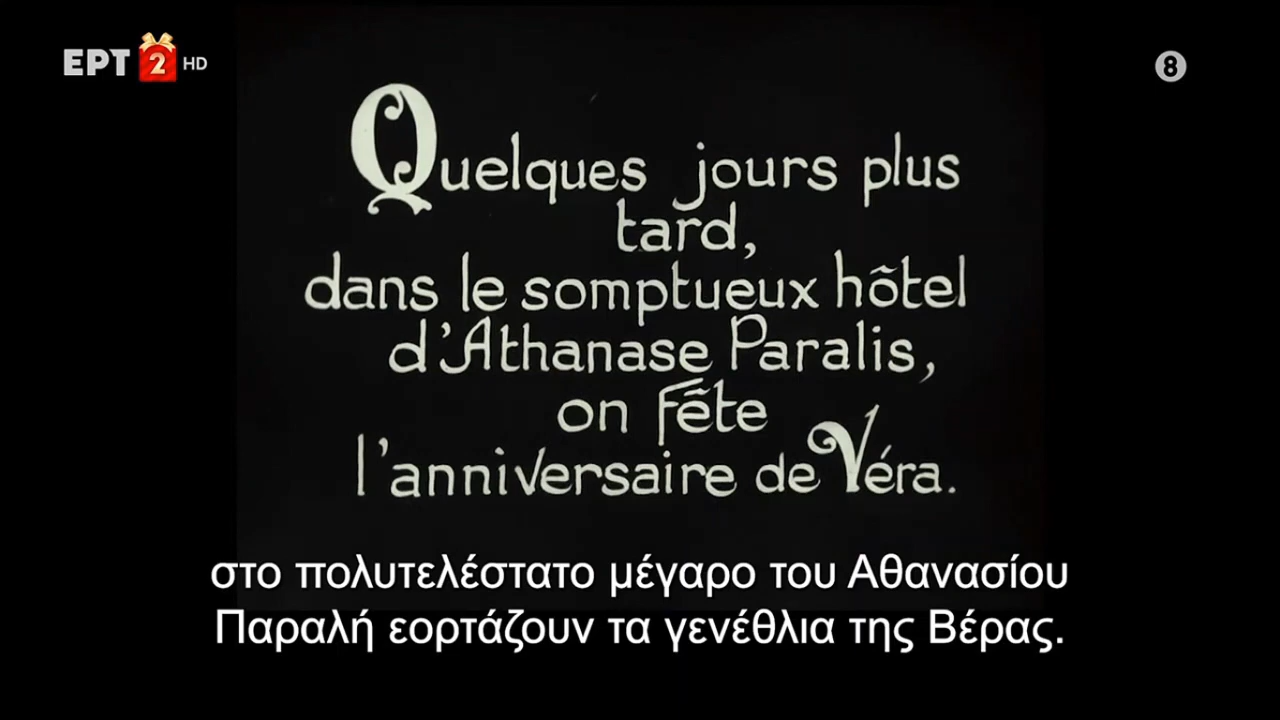 ΕΡΤ 2 HD
8
Quelques jours plus
tard,
dans le somptueux hôtel
d'Athanase Paralis,
on fête
l'anniversaire de Véra.
στο πολυτελέστατο μέγαρο του Αθανασίου
Παραλή εορτάζουν τα γενέθλια της Βέρας.